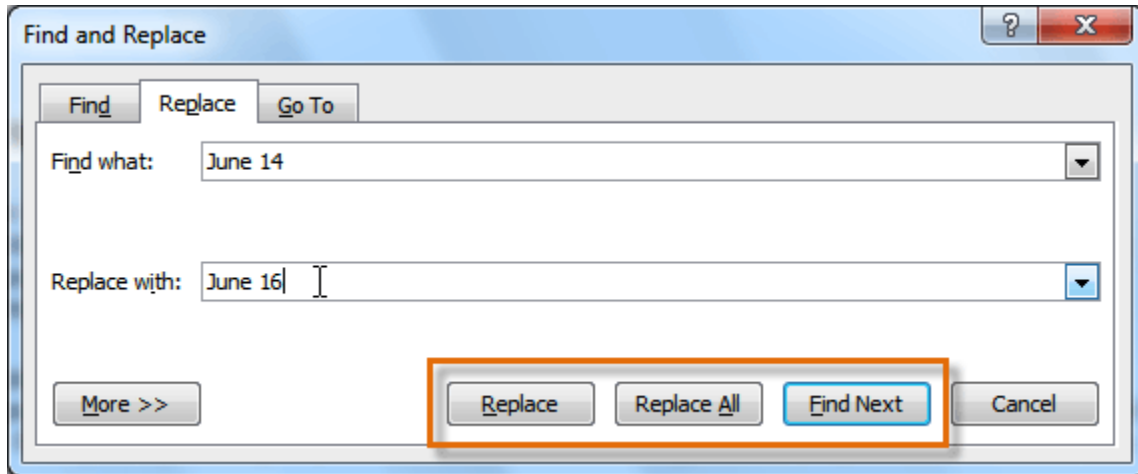 Find and Replace
Find Replace Go To
Find what: June 14
Replace with: June 16
More >> Replace Replace All Find Next Cancel